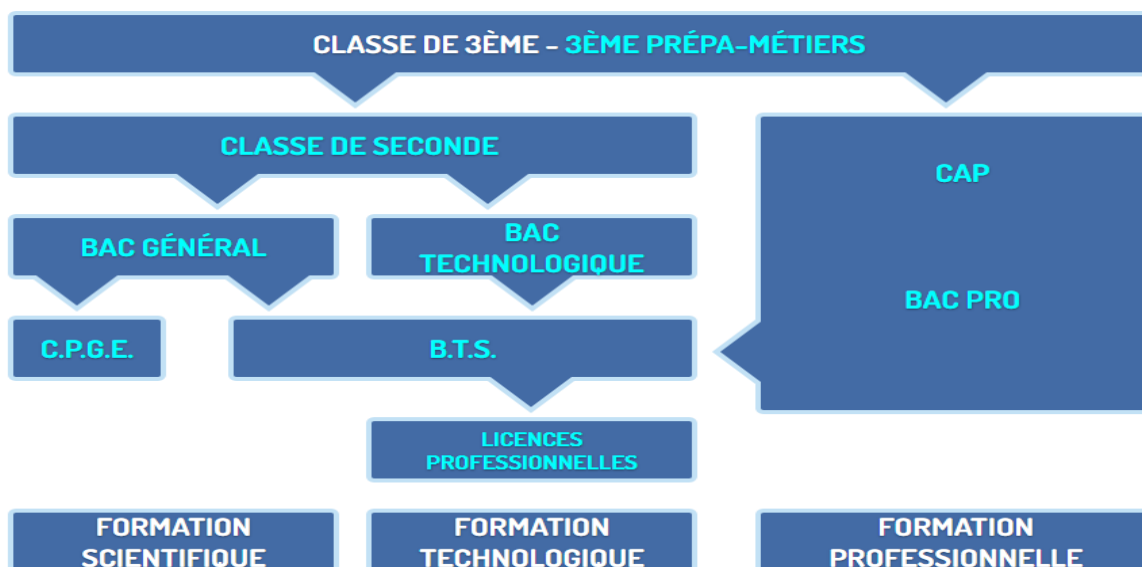 CLASSE DE 3ÈME - 3ÈME PRÉPA-MÉTIERS
CLASSE DE SECONDE
CAP
BAC GÉNÉRAL
BAC
TECHNOLOGIQUE
BAC PRO
C.P.G.E.
B.T.S.
LICENCES
PROFESSIONNELLES
FORMATION
SCIENTIFIQUE
FORMATION
TECHNOLOGIQUE
FORMATION
PROFESSIONNELLE